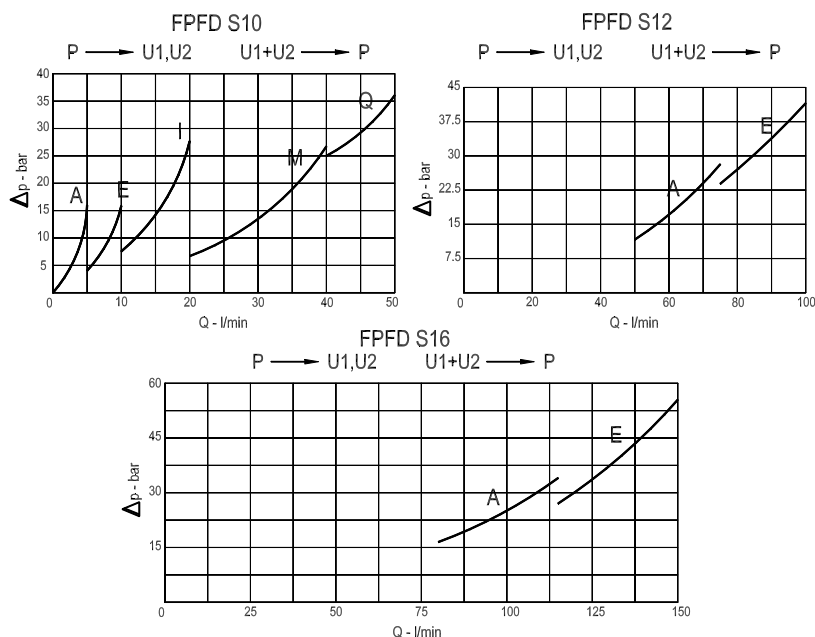 FPFD S10
P U1,U2 U1+U2 P
40
35
30
25
20
15
10
5
0 10 20 30 40 50
A E I M Q
Δp - bar
Q - l/min
FPFD S12
P U1,U2 U1+U2 P
45
37.5
30
22.5
15
7.5
0 10 20 30 40 50 60 80 100
A E
Δp - bar
Q - l/min
FPFD S16
P U1,U2 U1+U2 P
60
45
30
15
0 25 50 75 100 125 150
A E
Δp - bar
Q - l/min